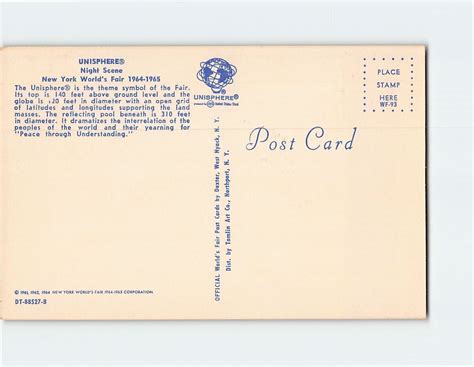 UNISPHERE®
Night Scene
New York World's Fair 1964-1965
The Unisphere® is the theme symbol of the Fair.
Its top is 140 feet above ground level and the
globe is 120 feet in diameter with an open grid
of latitudes and longitudes supporting the land
masses. The reflecting pool beneath is 310 feet
in diameter. It dramatizes the interrelation of the
peoples of the world and their yearning for
"Peace through Understanding."
© 1961, 1962, 1964 NEW YORK WORLD'S FAIR 1964-1965 CORPORATION
DT-88527-B
UNISPHERE®
presented by United States Steel
OFFICIAL World's Fair Post Cards by Dexter, West Nyack, N. Y.
Dist. by Tomlin Art Co., Northport, N. Y.
Post Card
PLACE
STAMP
HERE
WF-93